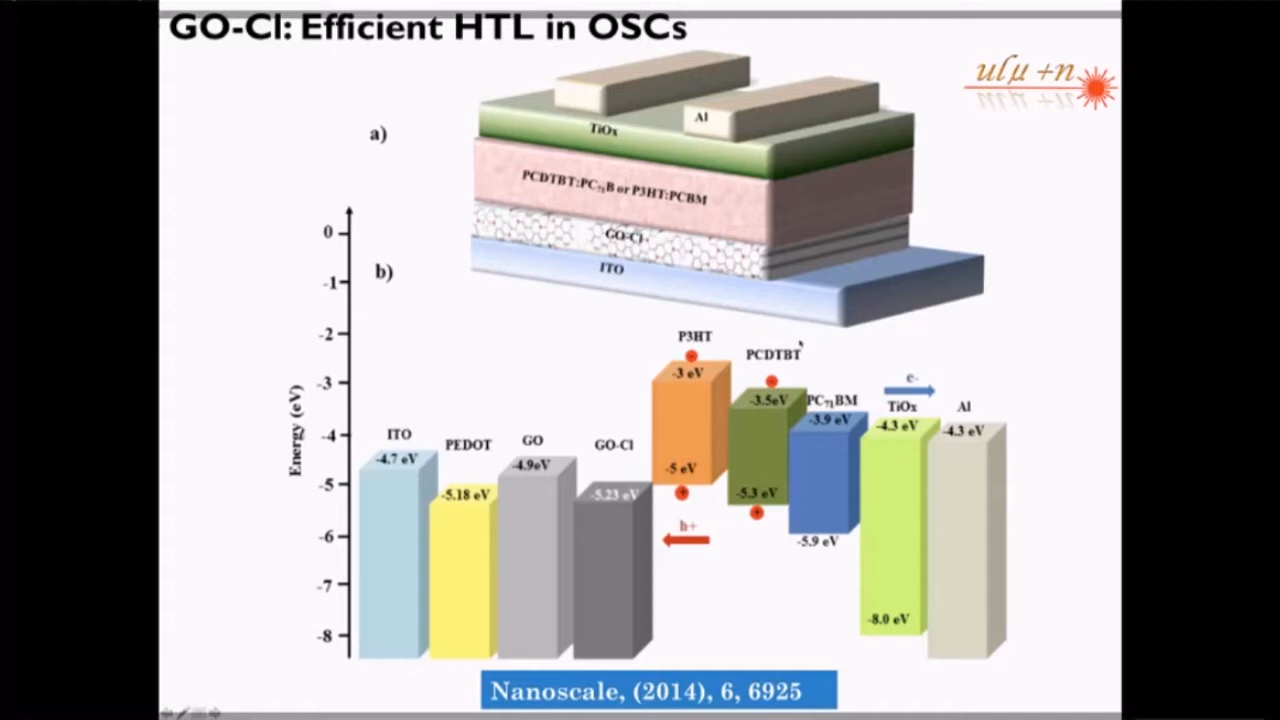 GO-Cl: Efficient HTL in OSCs
ulμ +n
a)
Al
TiOx
PCDTBT:PC₇₁B or P3HT:PCBM
GO-Cl
ITO
b)
Energy (eV)
0
-1
-2
-3
-4
-5
-6
-7
-8
ITO
-4.7 eV
PEDOT
-5.18 eV
GO
-4.9eV
GO-Cl
-5.23 eV
P3HT
-
-3 eV
-5 eV
+
h+
PCDTBT
-
-3.5eV
-5.3 eV
+
PC₇₁BM
-3.9 eV
-5.9 eV
e-
TiOx
-4.3 eV
-8.0 eV
Al
-4.3 eV
Nanoscale, (2014), 6, 6925